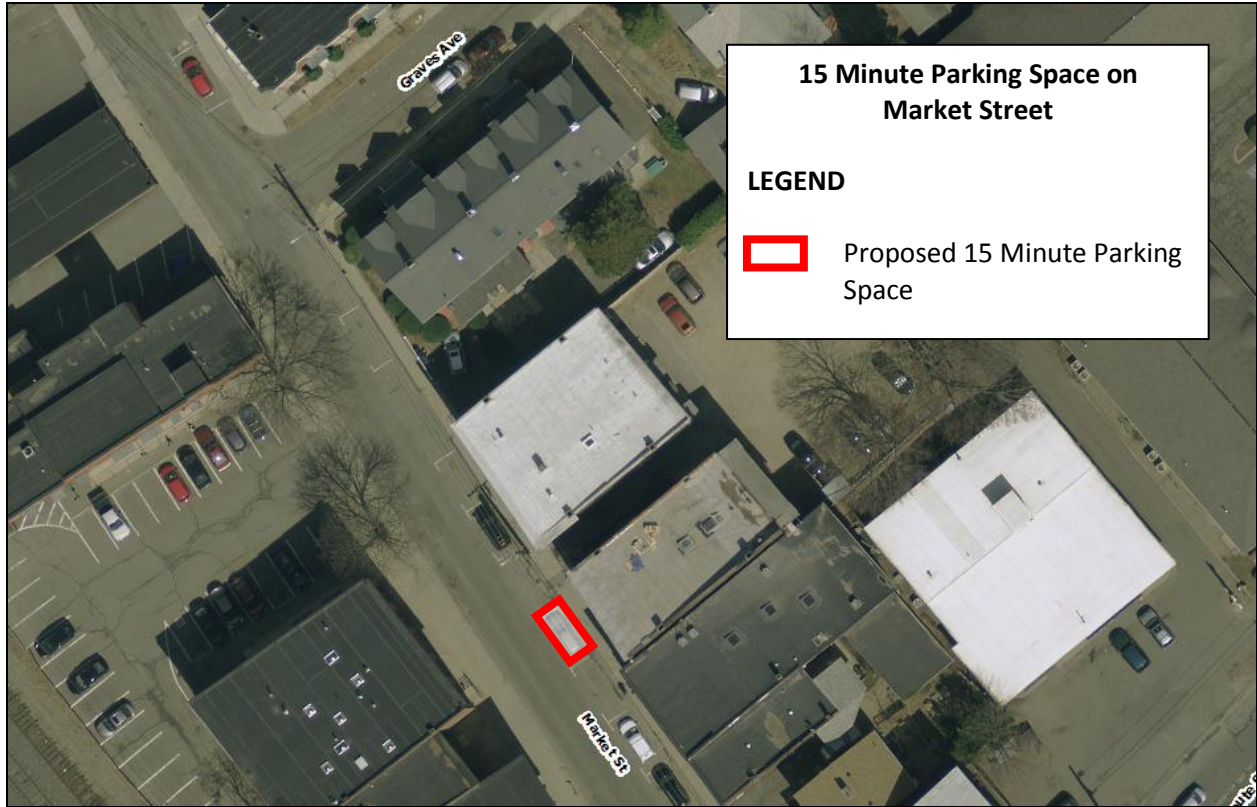 15 Minute Parking Space on
Market Street
LEGEND
Proposed 15 Minute Parking
Space
Graves Ave
Market St